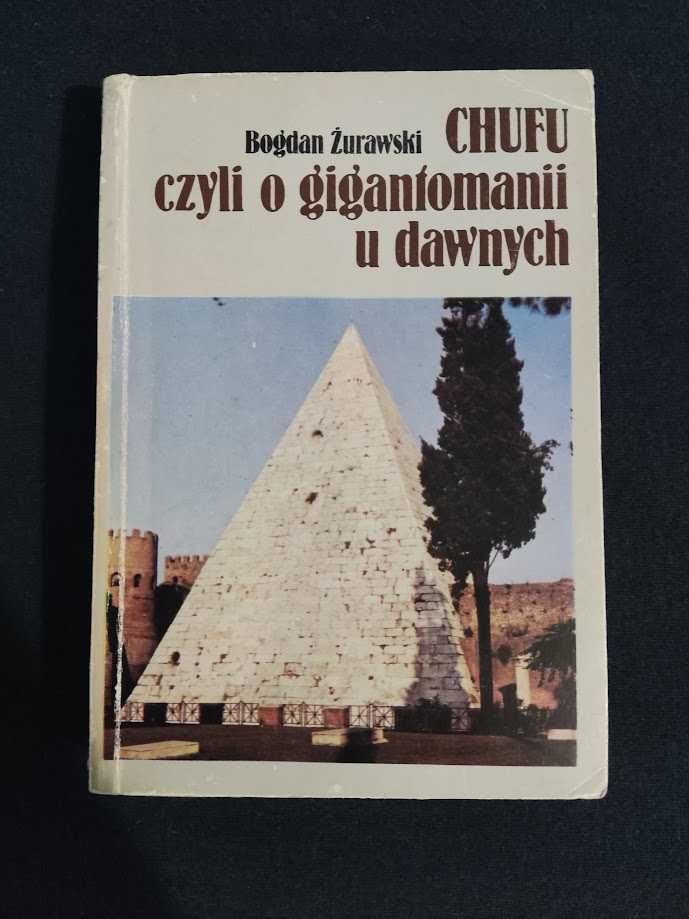 Bogdan Żurawski CHUFU
czyli o gigantomanii
u dawnych